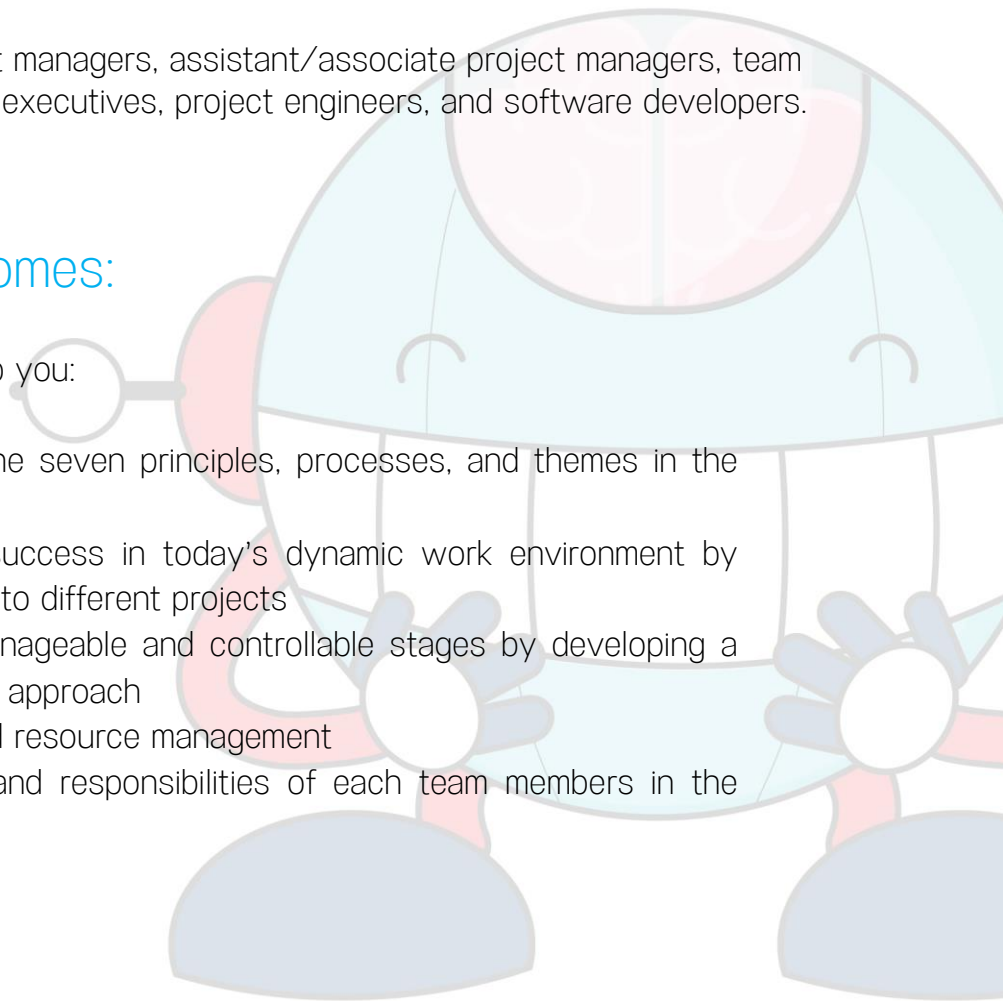 managers, assistant/associate project managers, team
executives, project engineers, and software developers.
omes:
you:
seven principles, processes, and themes in the
success in today's dynamic work environment by
to different projects
nageable and controllable stages by developing a
approach
resource management
and responsibilities of each team members in the